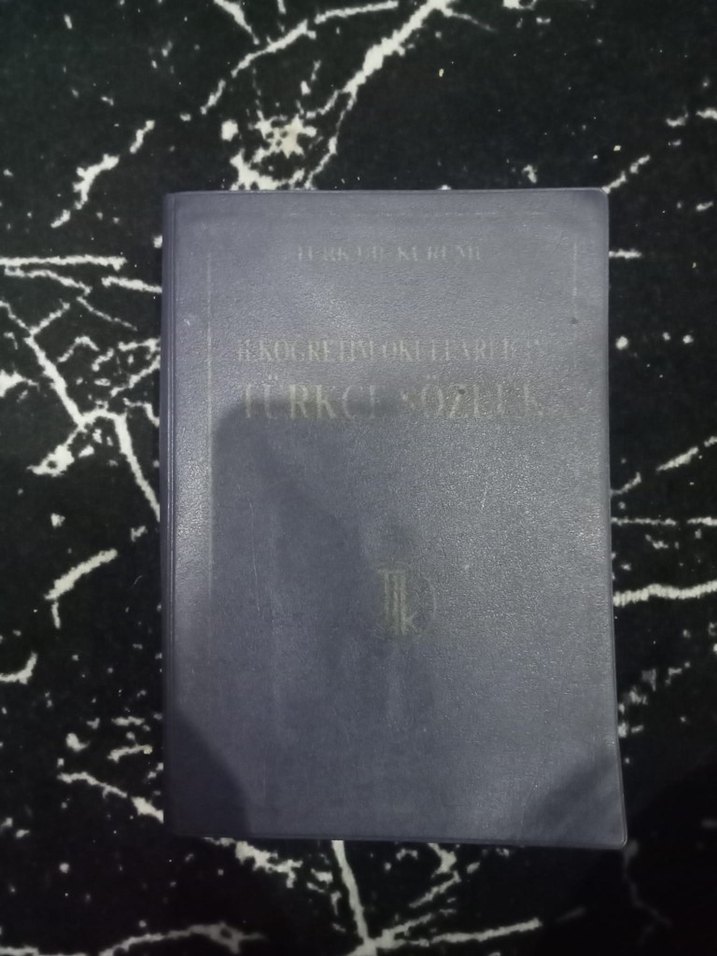 TÜRK DİL KURUMU
İLKÖĞRETİM OKULLARI İÇİN
TÜRKÇE SÖZLÜK